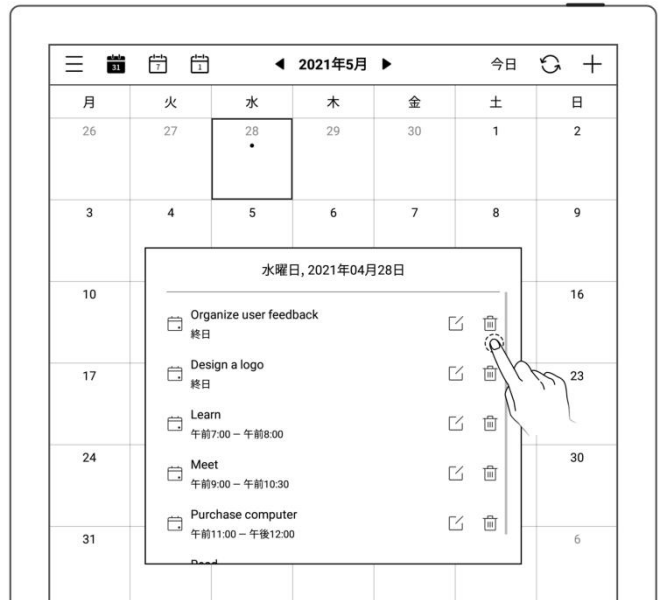 31 7 1 2021年5月 今日
月 火 水 木 金 土 日
26 27 28 29 30 1 2
3 4 5 6 7 8 9
水曜日, 2021年04月28日
10 16
Organize user feedback
終日
Design a logo
終日
17 23
Learn
午前7:00 – 午前8:00
24 30
Meet
午前9:00 – 午前10:30
Purchase computer
午前11:00 – 午後12:00
31 6